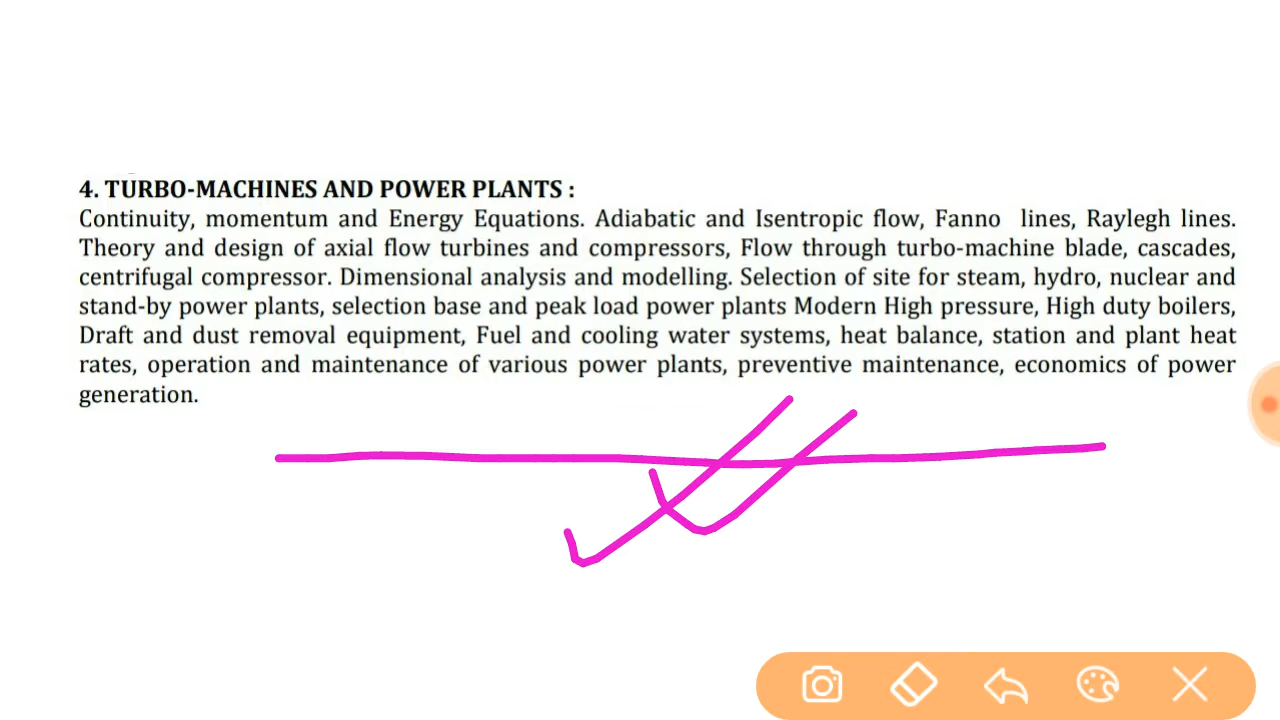 4. TURBO-MACHINES AND POWER PLANTS :
Continuity, momentum and Energy Equations. Adiabatic and Isentropic flow, Fanno lines, Raylegh lines.
Theory and design of axial flow turbines and compressors, Flow through turbo-machine blade, cascades,
centrifugal compressor. Dimensional analysis and modelling. Selection of site for steam, hydro, nuclear and
stand-by power plants, selection base and peak load power plants Modern High pressure, High duty boilers,
Draft and dust removal equipment, Fuel and cooling water systems, heat balance, station and plant heat
rates, operation and maintenance of various power plants, preventive maintenance, economics of power
generation.